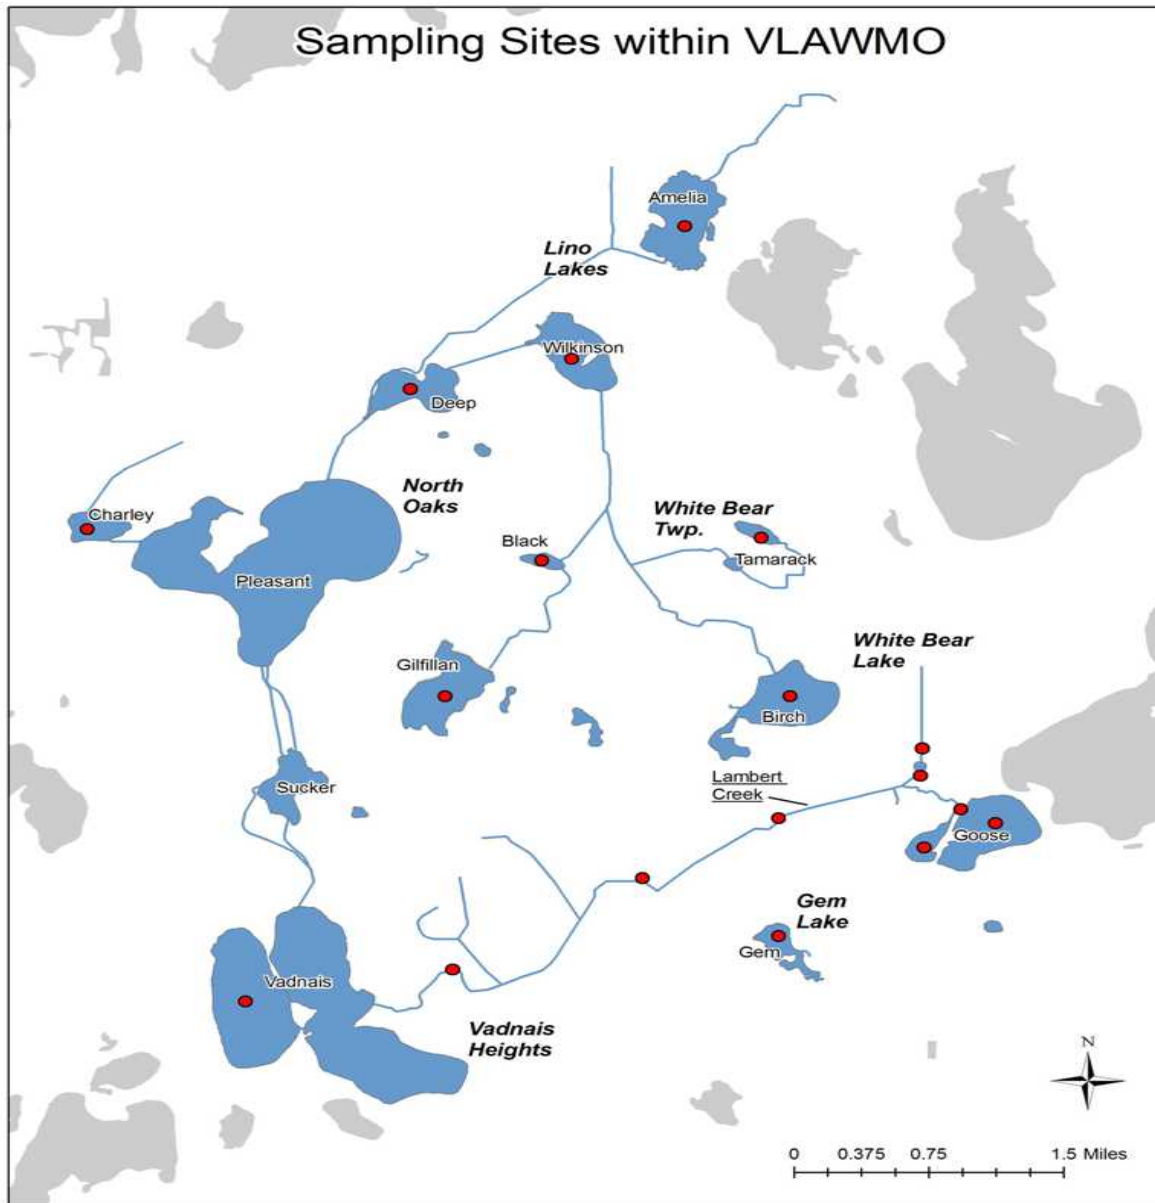 Sampling Sites within VLAWMO
Amelia
Lino
Lakes
Wilkinson
Deep
North
Oaks
Charley
White Bear
Twp.
Black
Tamarack
Pleasant
White Bear
Lake
Gilfillan
Birch
Sucker
Lambert
Creek
Goose
Gem
Lake
Gem
Vadnais
Vadnais
Heights
N
0 0.375 0.75 1.5 Miles